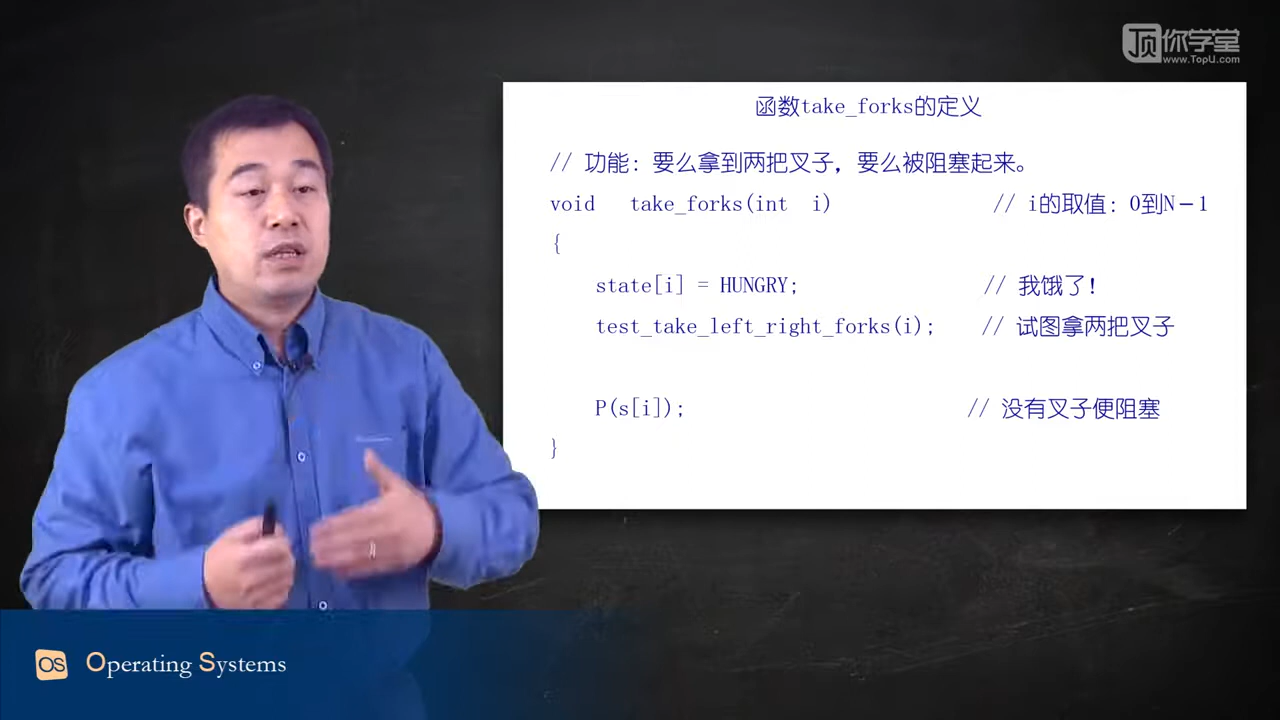 顶你学堂
www.TopU.com
函数take_forks的定义
// 功能：要么拿到两把叉子，要么被阻塞起来。
void take_forks(int i) // i的取值：0到N－1
{
state[i] = HUNGRY; // 我饿了！
test_take_left_right_forks(i); // 试图拿两把叉子
P(s[i]); // 没有叉子便阻塞
}
OS Operating Systems